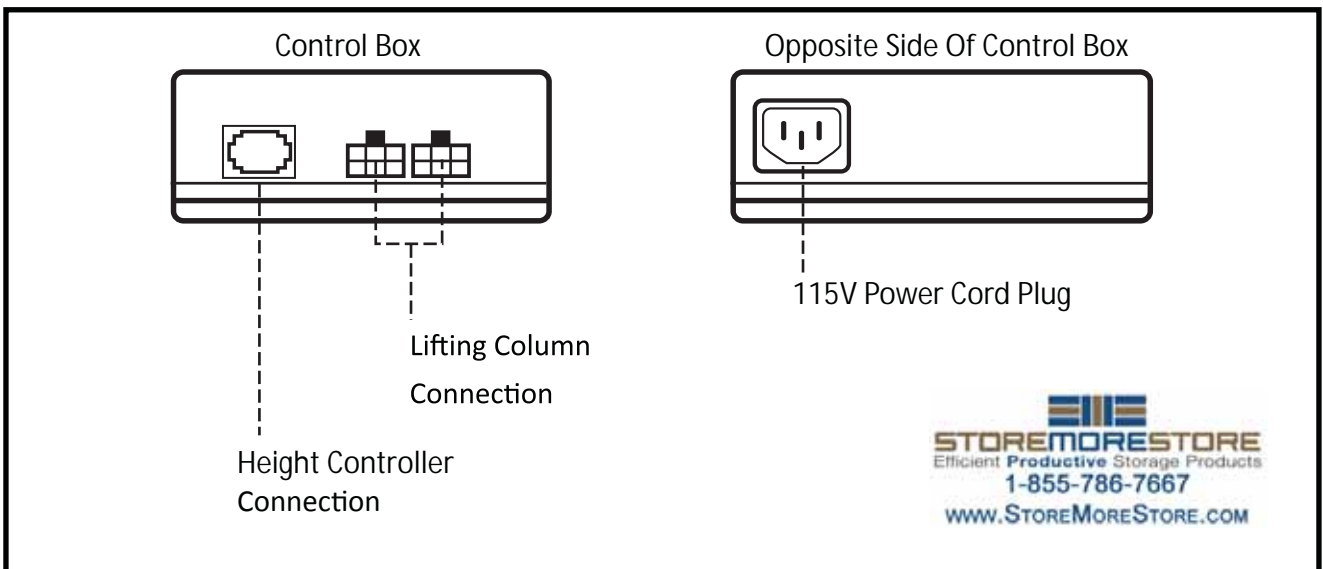 Control Box
Opposite Side Of Control Box
115V Power Cord Plug
Lifting Column
Connection
Height Controller
Connection
STOREMORESTORE
Efficient Productive Storage Products
1-855-786-7667
WWW.STOREMORESTORE.COM